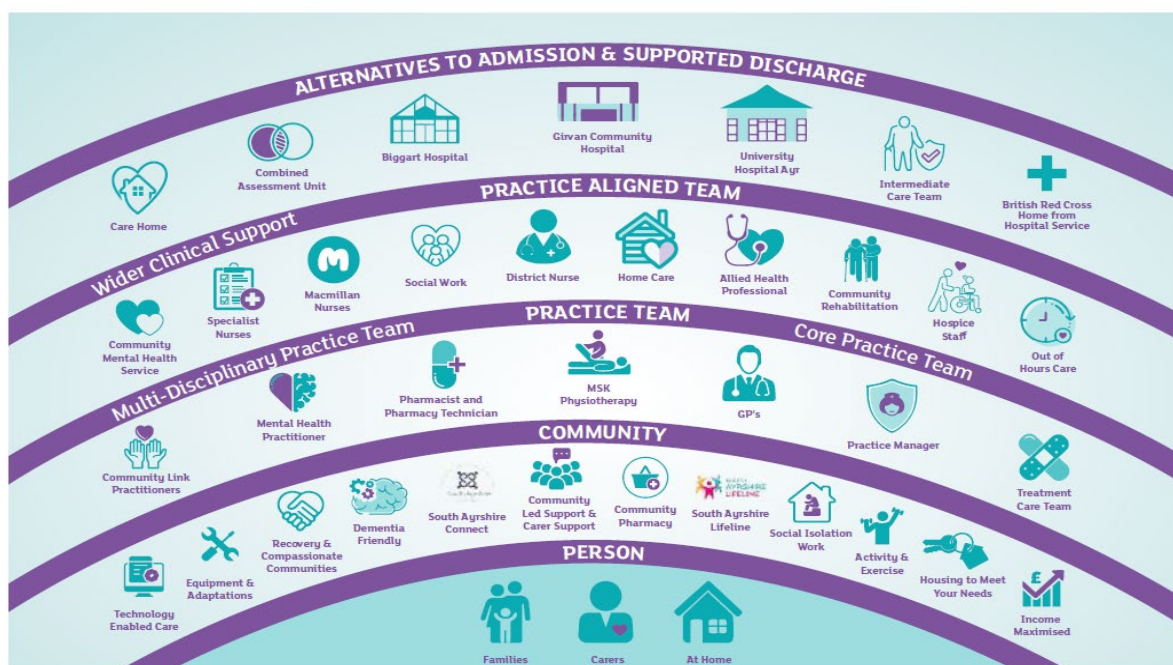 ALTERNATIVES TO ADMISSION & SUPPORTED DISCHARGE
Care Home
Combined
Assessment Unit
Biggart Hospital
Girvan Community
Hospital
University
Hospital Ayr
Intermediate
Care Team
British Red Cross
Home from
Hospital Service
Wider Clinical Support
PRACTICE ALIGNED TEAM
Community
Mental Health
Service
Specialist
Nurses
Macmillan
Nurses
Social Work
District Nurse
Home Care
Allied Health
Professional
Community
Rehabilitation
Hospice
Staff
Out of
Hours Care
Multi-Disciplinary Practice Team
PRACTICE TEAM
Core Practice Team
Community Link
Practitioners
Mental Health
Practitioner
Pharmacist and
Pharmacy Technician
MSK
Physiotherapy
GP's
Practice Manager
Treatment
Care Team
COMMUNITY
Technology
Enabled Care
Equipment &
Adaptations
Recovery &
Compassionate
Communities
Dementia
Friendly
South Ayrshire
Connect
Community
Led Support &
Carer Support
Community
Pharmacy
AYRSHIRE
LIFELINE
South Ayrshire
Lifeline
Social Isolation
Work
Activity &
Exercise
Housing to Meet
Your Needs
£
Income
Maximised
PERSON
Families
Carers
At Home